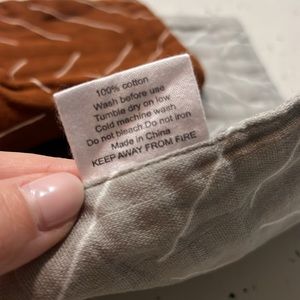 100% cotton
Wash before use
Tumble dry on low
Cold machine wash
Do not bleach.Do not iron
Made in China
KEEP AWAY FROM FIRE